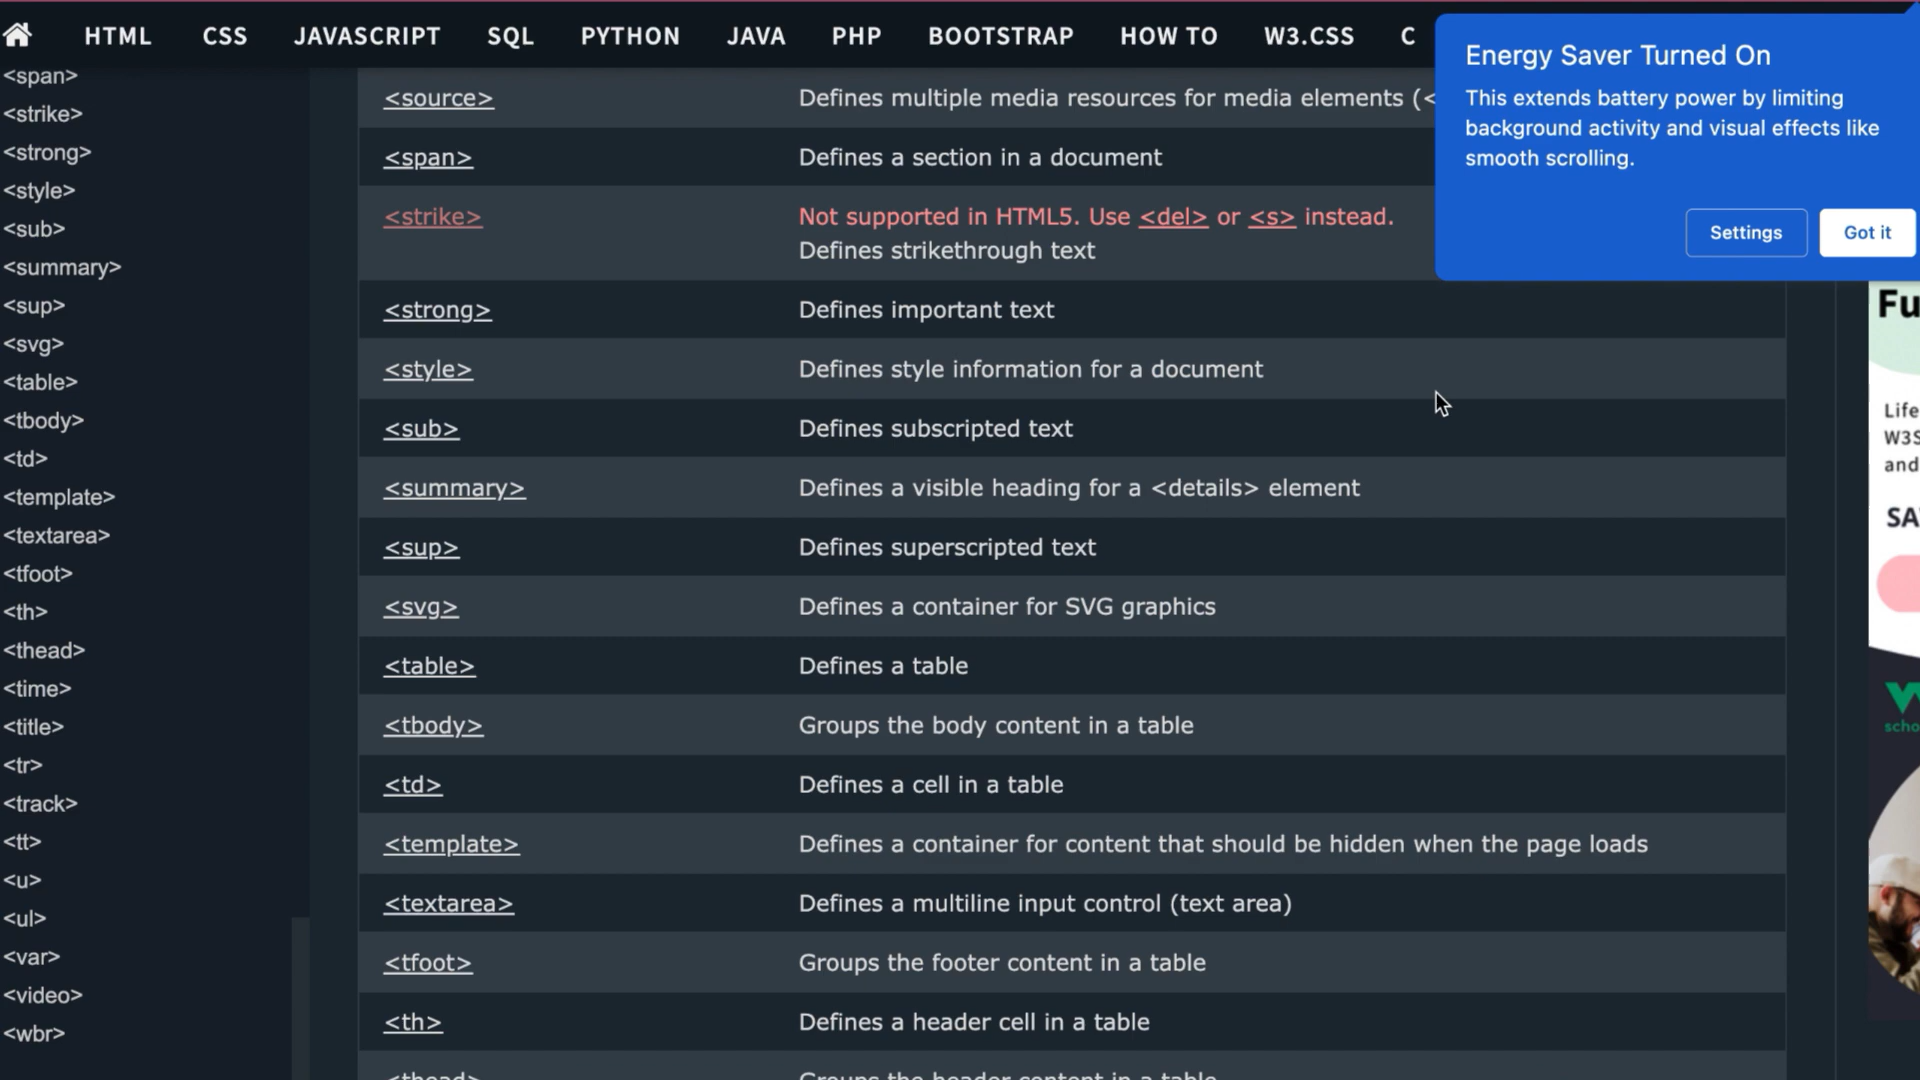 HTML CSS JAVASCRIPT SQL PYTHON JAVA PHP BOOTSTRAP HOW TO W3.CSS C
<span>
<strike>
<strong>
<style>
<sub>
<summary>
<sup>
<svg>
<table>
<tbody>
<td>
<template>
<textarea>
<tfoot>
<th>
<thead>
<time>
<title>
<tr>
<track>
<tt>
<u>
<ul>
<var>
<video>
<wbr>
<source> Defines multiple media resources for media elements (<
<span> Defines a section in a document
<strike> Not supported in HTML5. Use <del> or <s> instead.
Defines strikethrough text
<strong> Defines important text
<style> Defines style information for a document
<sub> Defines subscripted text
<summary> Defines a visible heading for a <details> element
<sup> Defines superscripted text
<svg> Defines a container for SVG graphics
<table> Defines a table
<tbody> Groups the body content in a table
<td> Defines a cell in a table
<template> Defines a container for content that should be hidden when the page loads
<textarea> Defines a multiline input control (text area)
<tfoot> Groups the footer content in a table
<th> Defines a header cell in a table
<thead> Groups the header content in a table
Energy Saver Turned On
This extends battery power by limiting
background activity and visual effects like
smooth scrolling.
Settings Got it
Fu
Life
W3S
and
SA
scho